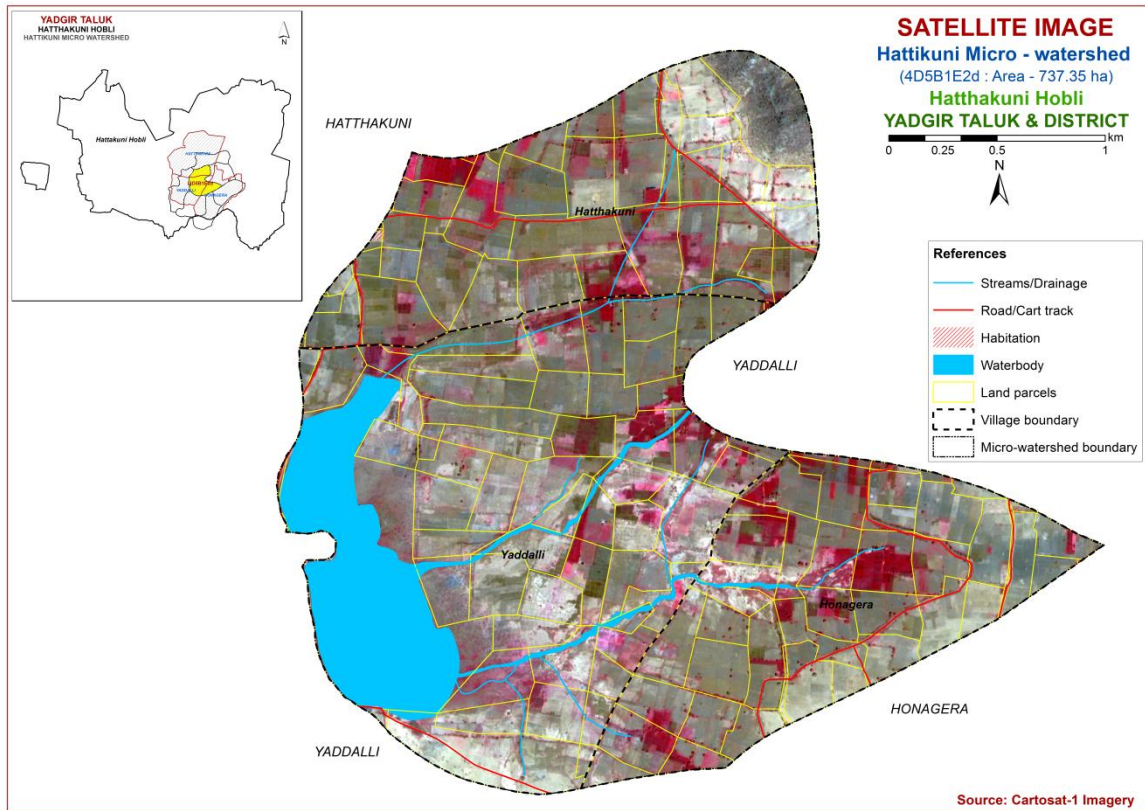 YADGIR TALUK
HATTHAKUNI HOBLI
HATTIKUNI MICRO WATERSHED
N
Hattakuni Hobli
SATELLITE IMAGE
Hattikuni Micro - watershed
(4D5B1E2d : Area - 737.35 ha)
Hatthakuni Hobli
YADGIR TALUK & DISTRICT
km
0 0.25 0.5 1
N
HATTHAKUNI
Hatthakuni
References
Streams/Drainage
Road/Cart track
Habitation
Waterbody
Land parcels
Village boundary
Micro-watershed boundary
YADDALLI
Yaddalli
Honagera
HONAGERA
YADDALLI
Source: Cartosat-1 Imagery